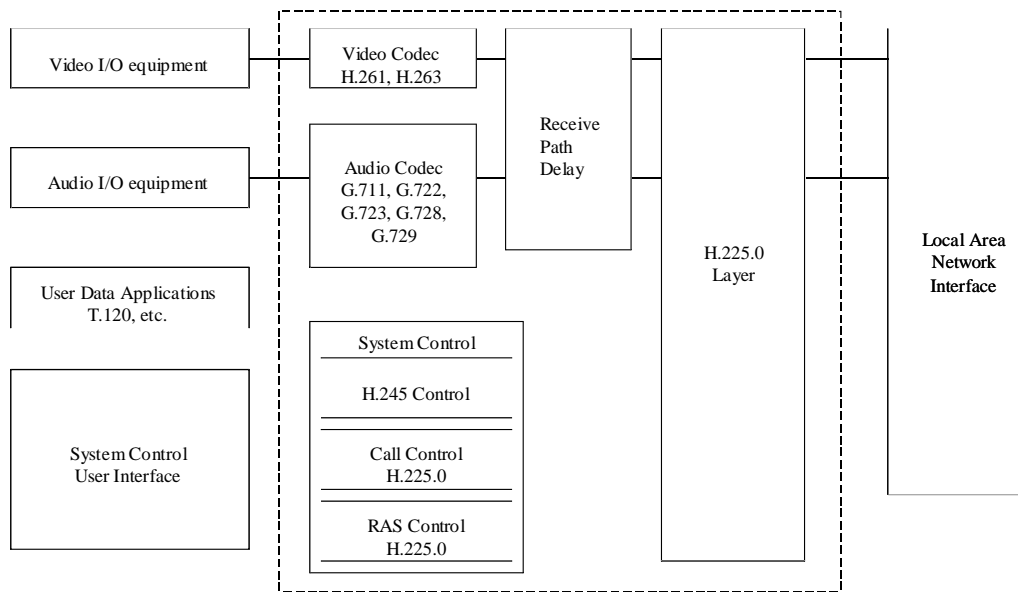 Video I/O equipment
Video Codec
H.261, H.263
Receive
Path
Delay
Audio I/O equipment
Audio Codec
G.711, G.722,
G.723, G.728,
G.729
H.225.0
Layer
Local Area
Network
Interface
User Data Applications
T.120, etc.
System Control
H.245 Control
Call Control
H.225.0
RAS Control
H.225.0
System Control
User Interface